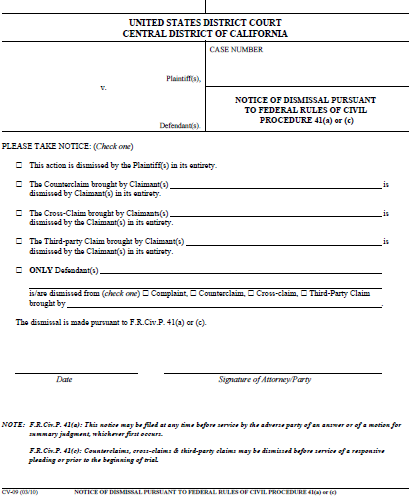 UNITED STATES DISTRICT COURT
CENTRAL DISTRICT OF CALIFORNIA
CASE NUMBER
Plaintiff(s),
v.
Defendant(s).
NOTICE OF DISMISSAL PURSUANT
TO FEDERAL RULES OF CIVIL
PROCEDURE 41(a) or (c)
PLEASE TAKE NOTICE: (Check one)
☐ This action is dismissed by the Plaintiff(s) in its entirety.
☐ The Counterclaim brought by Claimant(s) is
dismissed by Claimant(s) in its entirety.
☐ The Cross-Claim brought by Claimants(s) is
dismissed by the Claimant(s) in its entirety.
☐ The Third-party Claim brought by Claimant(s) is
dismissed by the Claimant(s) in its entirety.
☐ ONLY Defendant(s)
is/are dismissed from (check one) ☐ Complaint, ☐ Counterclaim, ☐ Cross-claim, ☐ Third-Party Claim
brought by .
The dismissal is made pursuant to F.R.Civ.P. 41(a) or (c).
Date Signature of Attorney/Party
NOTE: F.R.Civ.P. 41(a): This notice may be filed at any time before service by the adverse party of an answer or of a motion for
summary judgment, whichever first occurs.
F.R.Civ.P. 41(c): Counterclaims, cross-claims & third-party claims may be dismissed before service of a responsive
pleading or prior to the beginning of trial.
CV-09 (03/10) NOTICE OF DISMISSAL PURSUANT TO FEDERAL RULES OF CIVIL PROCEDURE 41(a) or (c)